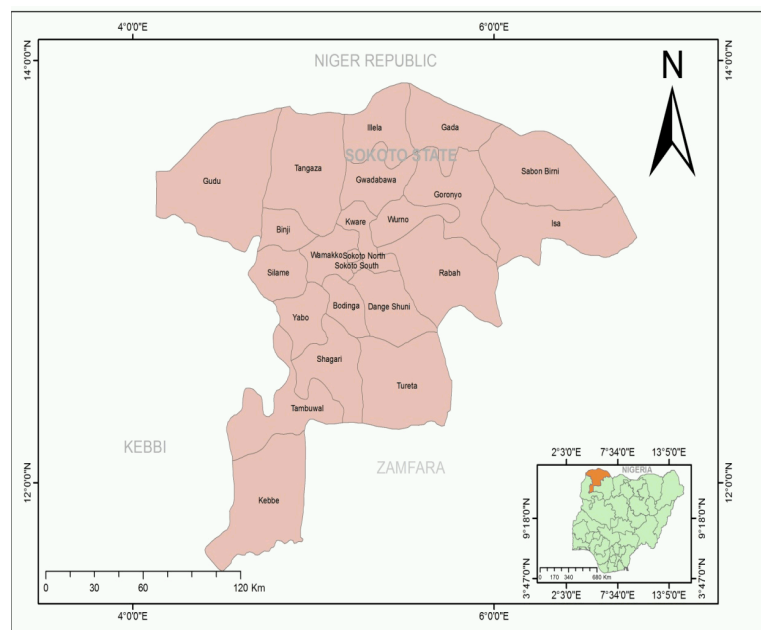 4°0'0"E
6°0'0"E
14°0'0"N
14°0'0"N
NIGER REPUBLIC
N
Illela
Gada
SOKOTO STATE
Tangaza
Gudu
Gwadabawa
Sabon Birni
Goronyo
Kware
Wurno
Isa
Binji
Wamakko
Sokoto North
Sokoto South
Silame
Rabah
Yabo
Bodinga
Dange Shuni
Shagari
Tureta
Tambuwal
KEBBI
ZAMFARA
Kebbe
12°0'0"N
12°0'0"N
0 30 60 120 Km
4°0'0"E
6°0'0"E
2°30'E
7°34'0"E
13°5'0"E
NIGERIA
9°18'0"N
9°18'0"N
3°47'0"N
3°47'0"N
0 170 340 680 Km
2°30'E
7°34'0"E
13°5'0"E